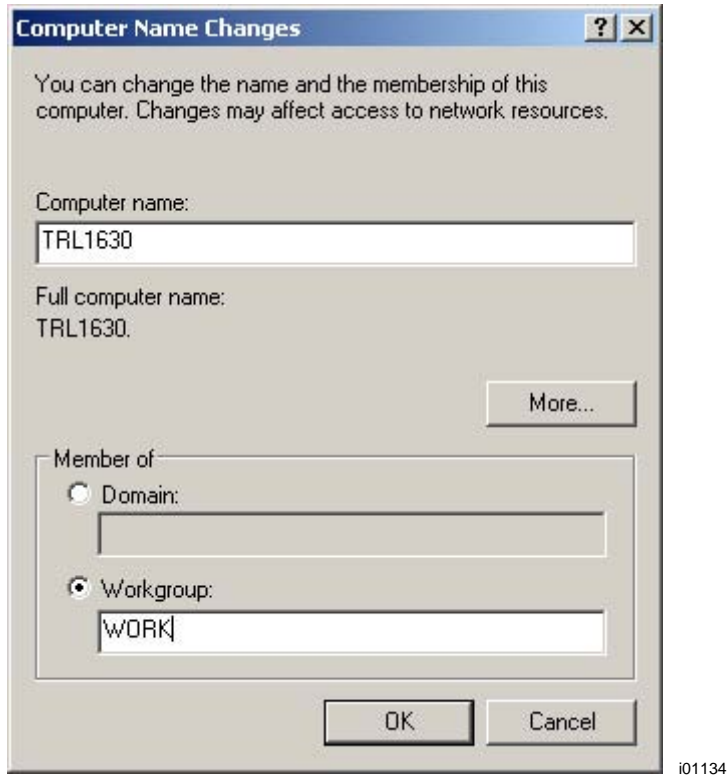 Computer Name Changes
You can change the name and the membership of this
computer. Changes may affect access to network resources.
Computer name:
TRL1630
Full computer name:
TRL1630.
More...
Member of
Domain:
Workgroup:
WORK
OK Cancel
i01134